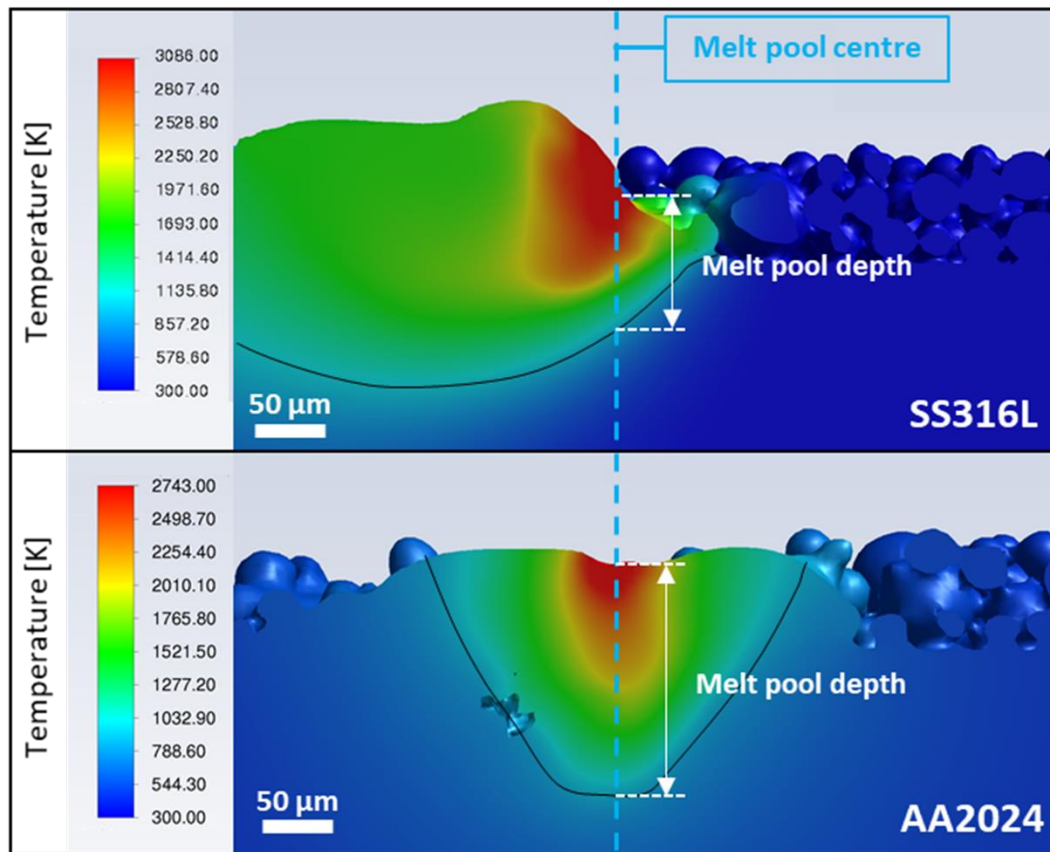 Temperature [K]
3086.00
2807.40
2528.80
2250.20
1971.60
1693.00
1414.40
1135.80
857.20
578.60
300.00
Melt pool centre
Melt pool depth
50 µm
SS316L
Temperature [K]
2743.00
2498.70
2254.40
2010.10
1765.80
1521.50
1277.20
1032.90
788.60
544.30
300.00
Melt pool depth
50 µm
AA2024